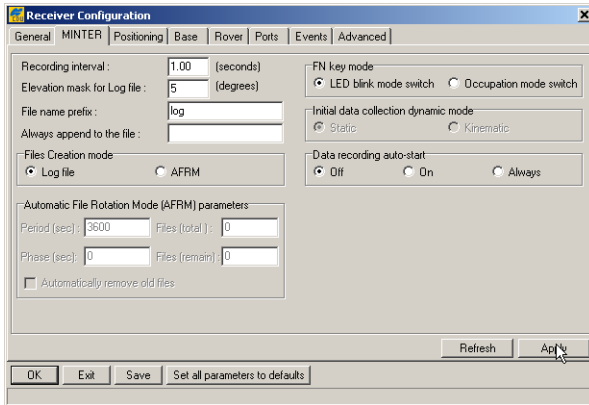 Receiver Configuration
General MINTER Positioning Base Rover Ports Events Advanced
Recording interval : 1.00 (seconds)
Elevation mask for Log file : 5 (degrees)
File name prefix : log
Always append to the file :
Files Creation mode
Log file AFRM
Automatic File Rotation Mode (AFRM) parameters
Period (sec) : 3600 Files (total ) : 0
Phase (sec): 0 Files (remain) : 0
Automatically remove old files
FN key mode
LED blink mode switch Occupation mode switch
Initial data collection dynamic mode
Static Kinematic
Data recording auto-start
Off On Always
Refresh Apply
OK Exit Save Set all parameters to defaults